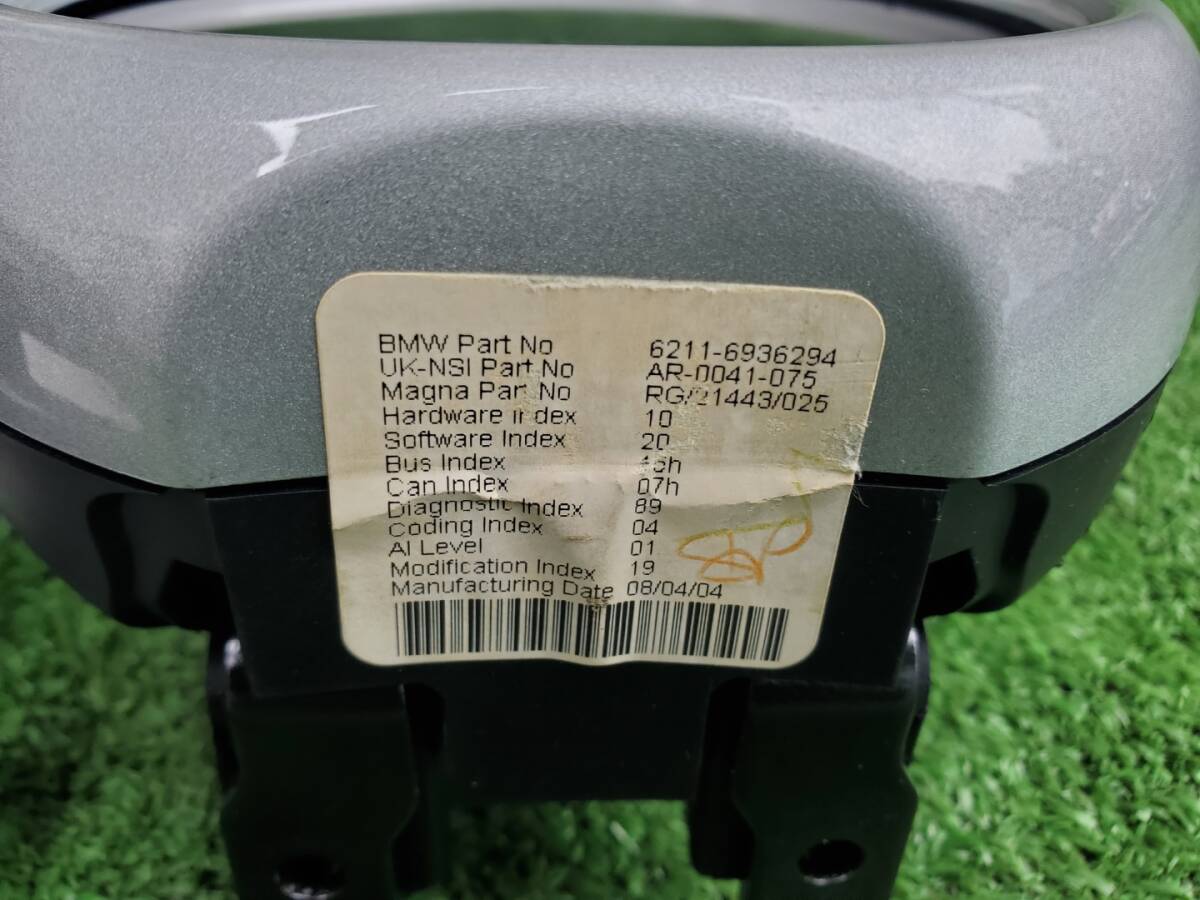 BMW Part No 6211-6936294
UK-NSI Part No AR-0041-075
Magna Part No RG/21443/025
Hardware Index 10
Software Index 20
Bus Index
Can Index 07h
Diagnostic Index 89
Coding Index 04
AI Level 01
Modification Index 19
Manufacturing Date 08/04/04